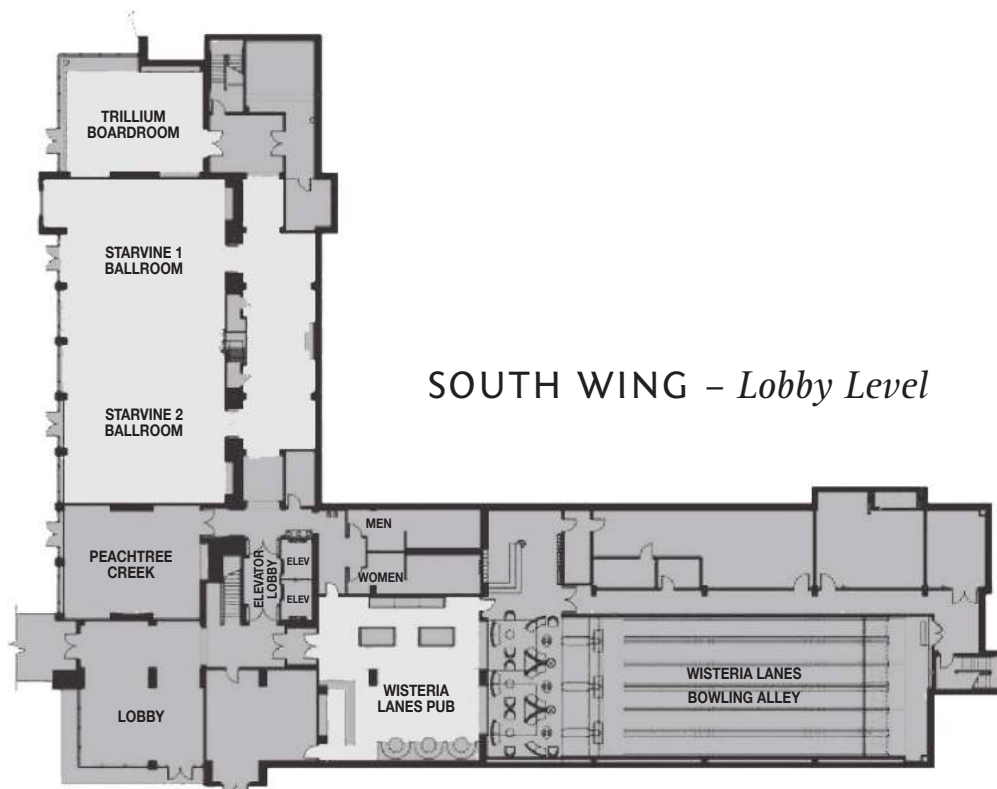 TRILLIUM
BOARDROOM
STARVINE 1
BALLROOM
SOUTH WING – Lobby Level
STARVINE 2
BALLROOM
MEN
PEACHTREE
CREEK
ELEVATOR
LOBBY
ELEV
WOMEN
ELEV
WISTERIA
LANES PUB
WISTERIA LANES
BOWLING ALLEY
LOBBY